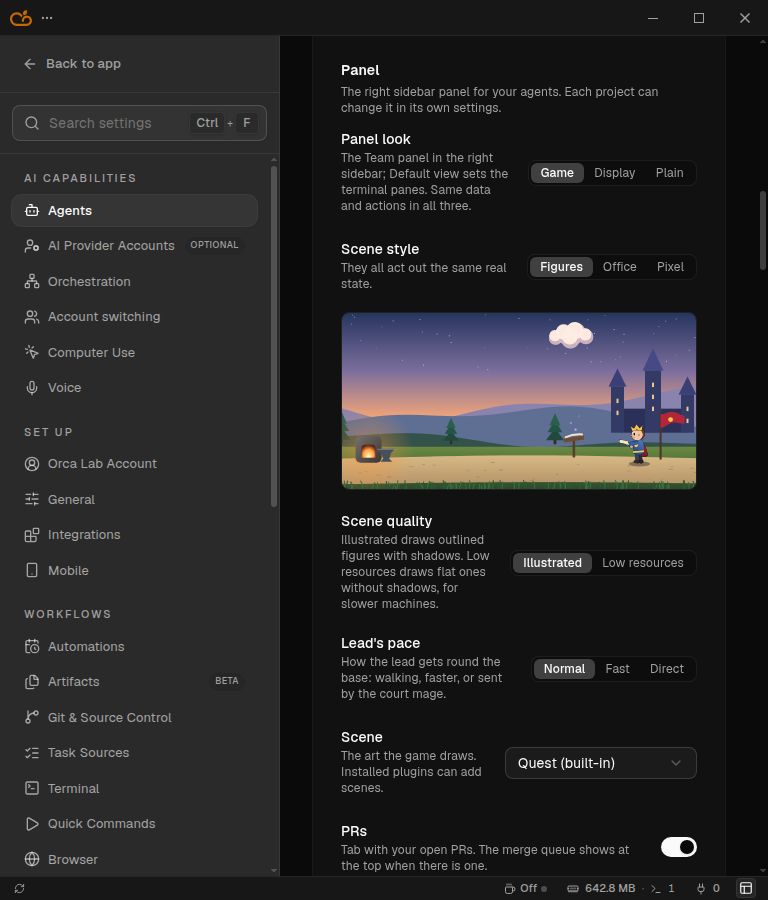 Back to app
Search settings
Ctrl + F
AI CAPABILITIES
Agents
AI Provider Accounts OPTIONAL
Orchestration
Account switching
Computer Use
Voice
SET UP
Orca Lab Account
General
Integrations
Mobile
WORKFLOWS
Automations
Artifacts BETA
Git & Source Control
Task Sources
Terminal
Quick Commands
Browser
Panel
The right sidebar panel for your agents. Each project can
change it in its own settings.
Panel look
The Team panel in the right
sidebar; Default view sets the
terminal panes. Same data
and actions in all three.
Game Display Plain
Scene style
They all act out the same real
state.
Figures Office Pixel
Scene quality
Illustrated draws outlined
figures with shadows. Low
resources draws flat ones
without shadows, for
slower machines.
Illustrated Low resources
Lead's pace
How the lead gets round the
base: walking, faster, or sent
by the court mage.
Normal Fast Direct
Scene
The art the game draws.
Installed plugins can add
scenes.
Quest (built-in)
PRs
Tab with your open PRs. The merge queue shows at
the top when there is one.
Off 642.8 MB · 1 0